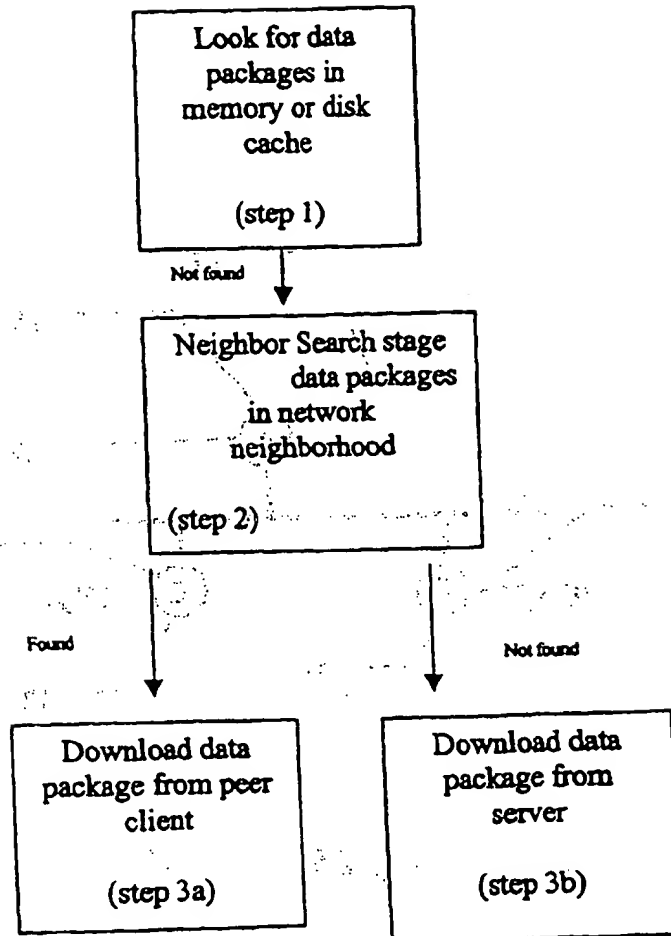 Look for data
packages in
memory or disk
cache
(step 1)
Not found
Neighbor Search stage
data packages
in network
neighborhood
(step 2)
Found
Not found
Download data
package from peer
client
(step 3a)
Download data
package from
server
(step 3b)